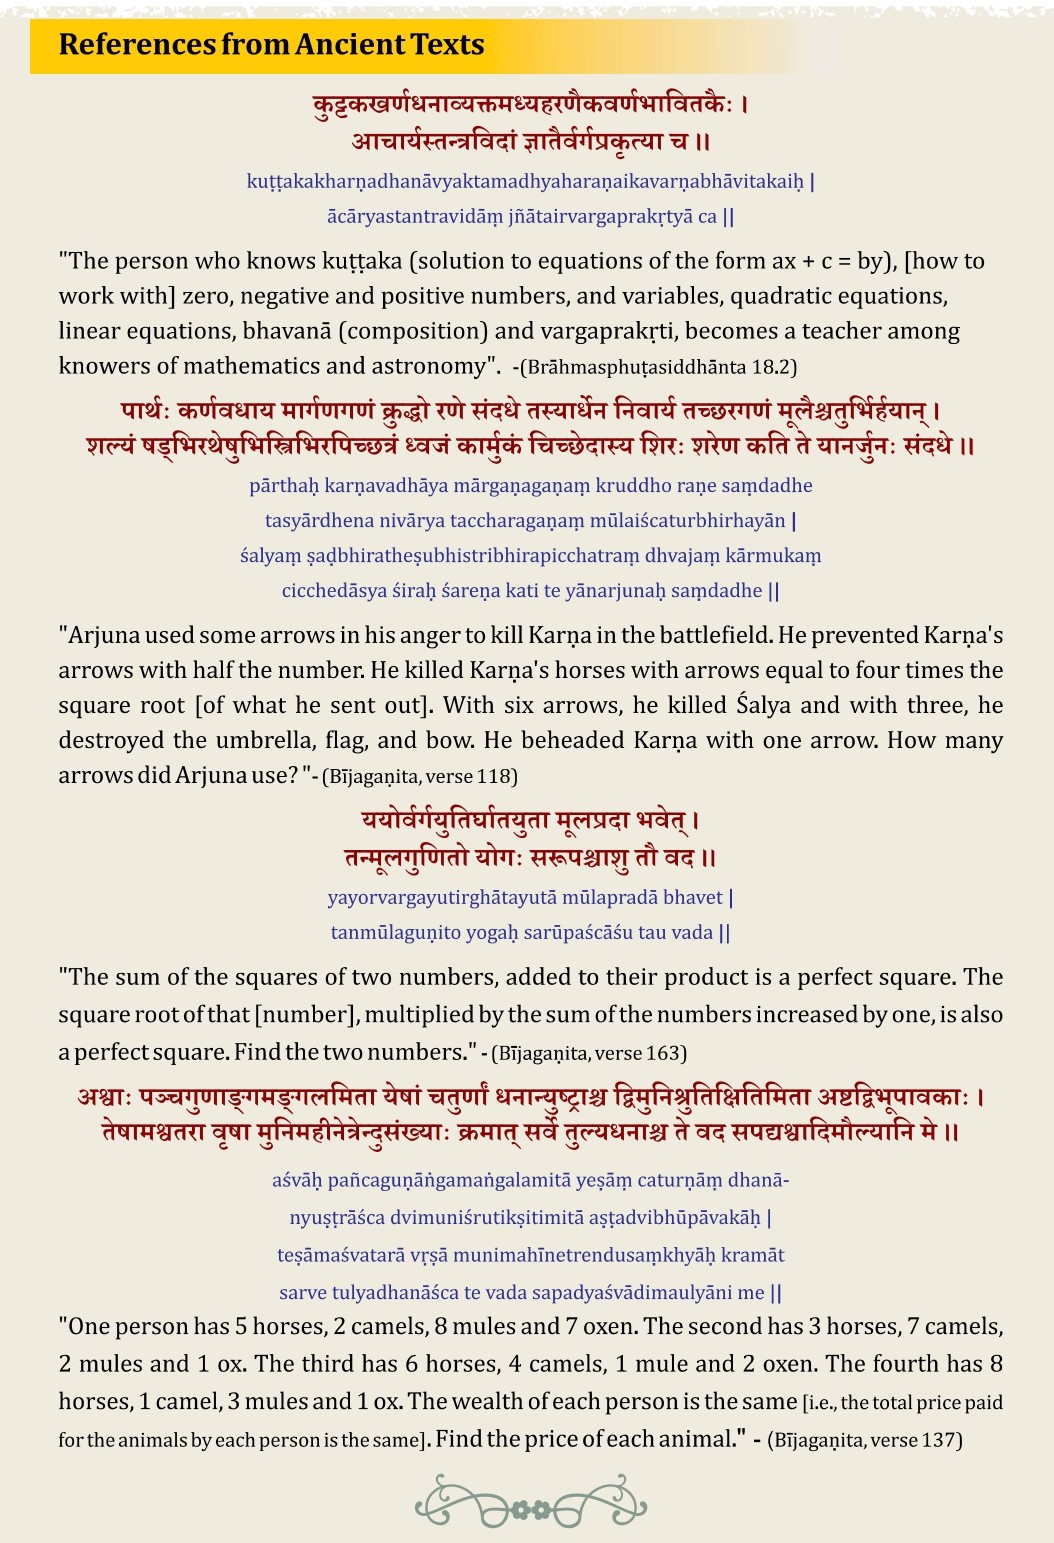 References from Ancient Texts
कुट्टकखर्णधनाव्यक्तमध्यहरणैकवर्णभावितकैः ।
आचार्यस्तन्त्रविदां ज्ञातैर्वर्गप्रकृत्या च ॥
kuṭṭakakharṇadhanāvyaktamadhyaharaṇaikavarṇabhāvitakaiḥ |
ācāryastantravidāṃ jñātairvargaprakṛtyā ca ||
"The person who knows kuṭṭaka (solution to equations of the form ax + c = by), [how to
work with] zero, negative and positive numbers, and variables, quadratic equations,
linear equations, bhavanā (composition) and vargaprakṛti, becomes a teacher among
knowers of mathematics and astronomy". -(Brāhmasphuṭasiddhānta 18.2)
पार्थः कर्णवधाय मार्गणगणं क्रुद्धो रणे संदधे तस्यार्धेन निवार्य तच्छरगणं मूलैश्चतुर्भिर्हयान् ।
शल्यं षड्भिरथेषुभिस्त्रिभिरपिच्छत्रं ध्वजं कार्मुकं चिच्छेदास्य शिरः शरेण कति ते यानर्जुनः संदधे ॥
pārthaḥ karṇavadhāya mārgaṇagaṇaṃ kruddho raṇe saṃdadhe
tasyārdhena nivārya taccharagaṇaṃ mūlaiścaturbhirhayān |
śalyaṃ ṣaḍbhiratheṣubhistribhirapicchatraṃ dhvajaṃ kārmukaṃ
cicchedāsya śiraḥ śareṇa kati te yānarjunaḥ saṃdadhe ||
"Arjuna used some arrows in his anger to kill Karṇa in the battlefield. He prevented Karṇa's
arrows with half the number. He killed Karṇa's horses with arrows equal to four times the
square root [of what he sent out]. With six arrows, he killed Śalya and with three, he
destroyed the umbrella, flag, and bow. He beheaded Karṇa with one arrow. How many
arrows did Arjuna use? "- (Bījagaṇita, verse 118)
ययोर्वर्गयुतिर्घातयुता मूलप्रदा भवेत् ।
तन्मूलगुणितो योगः सरूपश्चाशु तौ वद ॥
yayorvargayutirghātayutā mūlapradā bhavet |
tanmūlaguṇito yogaḥ sarūpaścāśu tau vada ||
"The sum of the squares of two numbers, added to their product is a perfect square. The
square root of that [number], multiplied by the sum of the numbers increased by one, is also
a perfect square. Find the two numbers." - (Bījagaṇita, verse 163)
अश्वाः पञ्चगुणाङ्गमङ्गलमिता येषां चतुर्णां धनान्युष्ट्राश्च द्विमुनिश्रुतिक्षितिमिता अष्टद्विभूपावकाः ।
तेषामश्वतरा वृषा मुनिमहीनेत्रेन्दुसंख्याः क्रमात् सर्वे तुल्यधनाश्च ते वद सपद्यश्वादिमौल्यानि मे ॥
aśvāḥ pañcaguṇāṅgamaṅgalamitā yeṣāṃ caturṇāṃ dhanā-
nyuṣṭrāśca dvimuniśrutikṣitimitā aṣṭadvibhūpāvakāḥ |
teṣāmaśvatarā vṛṣā munimahīnetrendusaṃkhyāḥ kramāt
sarve tulyadhanāśca te vada sapadyaśvādimaulyāni me ||
"One person has 5 horses, 2 camels, 8 mules and 7 oxen. The second has 3 horses, 7 camels,
2 mules and 1 ox. The third has 6 horses, 4 camels, 1 mule and 2 oxen. The fourth has 8
horses, 1 camel, 3 mules and 1 ox. The wealth of each person is the same [i.e., the total price paid
for the animals by each person is the same]. Find the price of each animal." - (Bījagaṇita, verse 137)